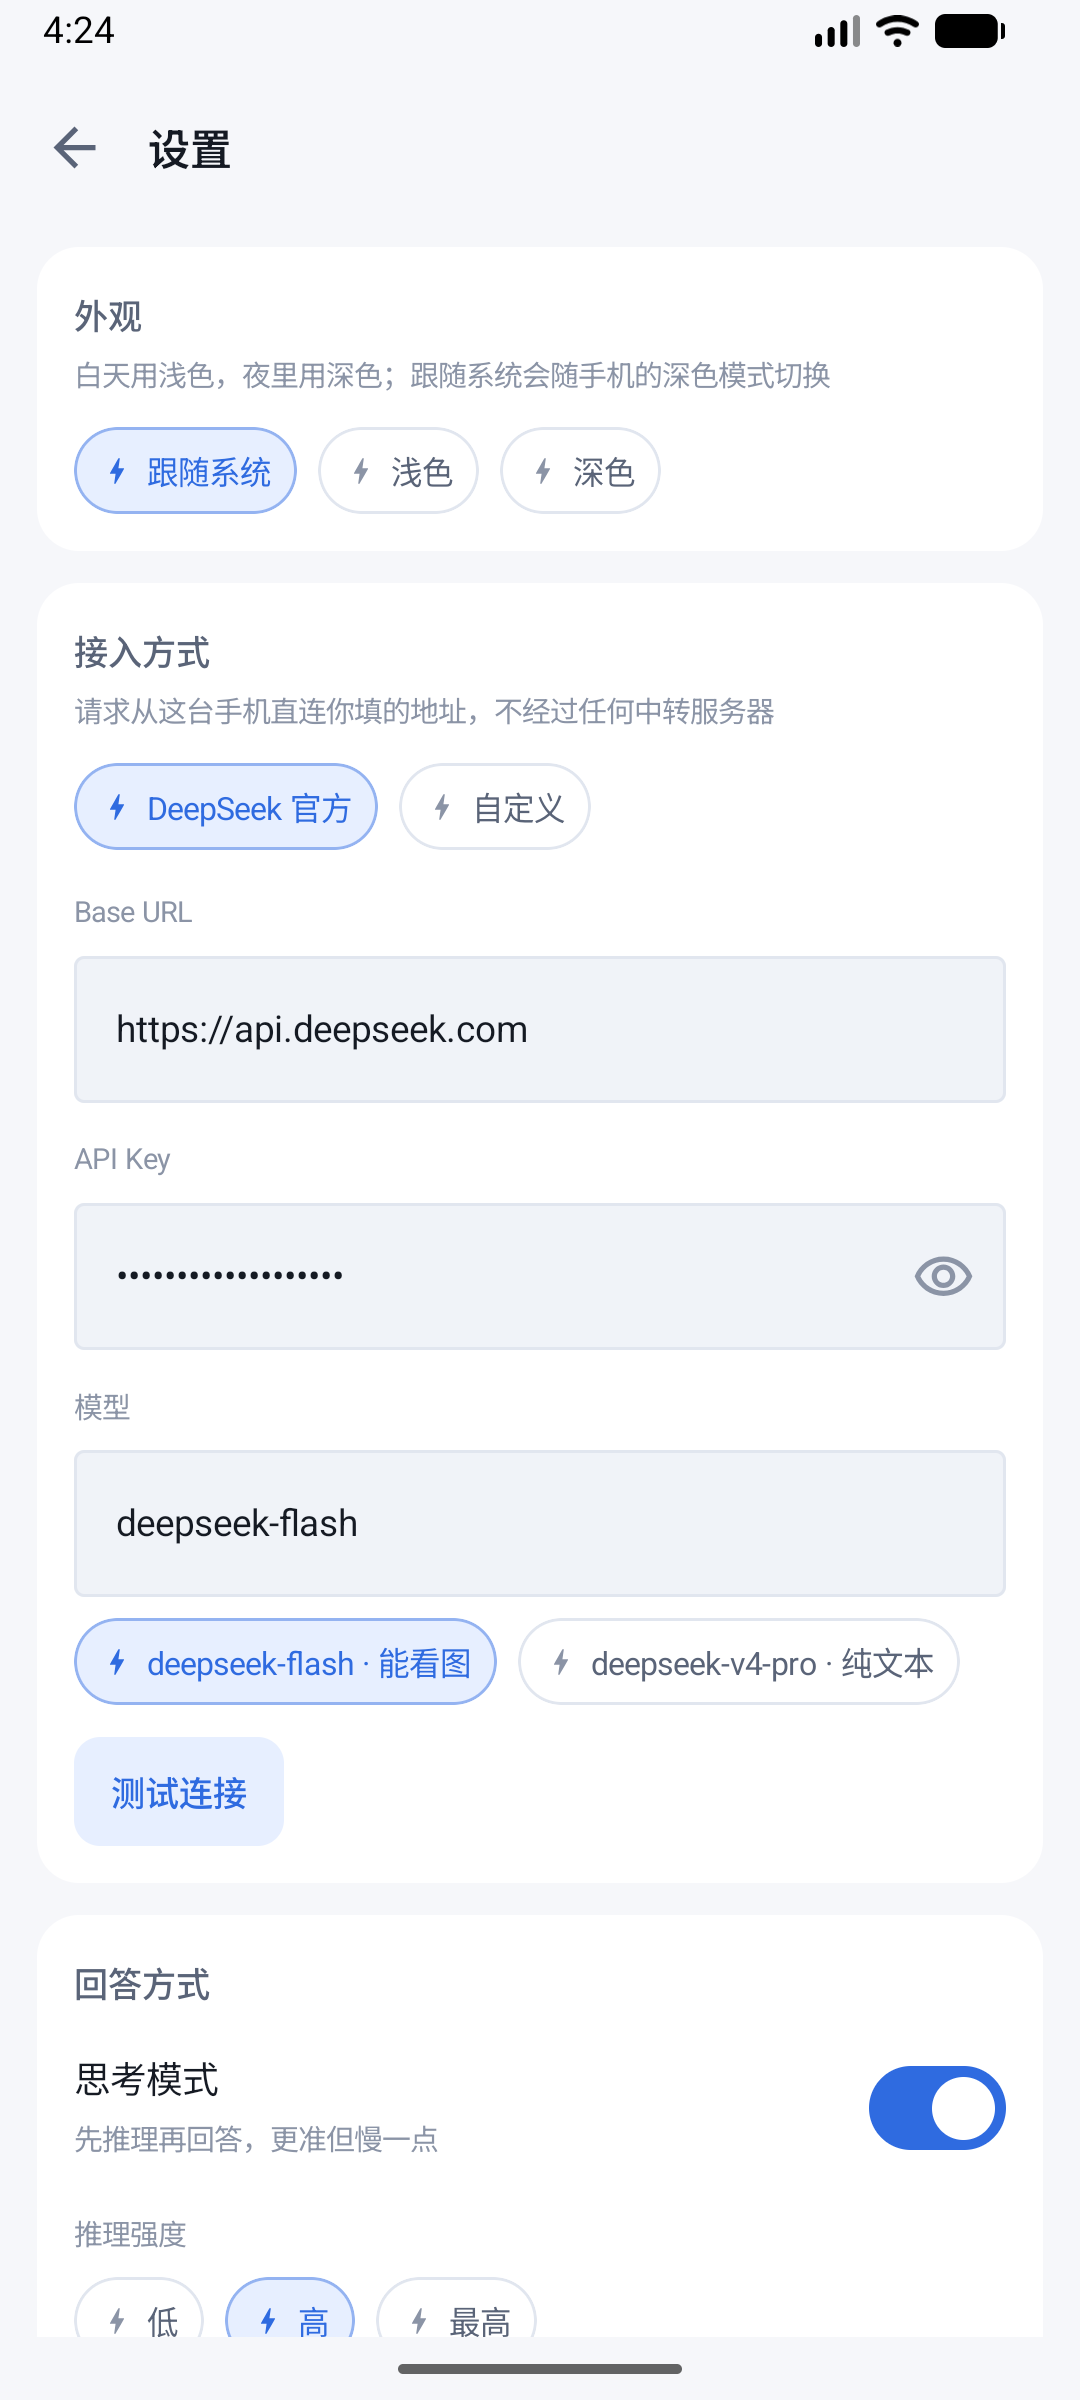 4:24
设置
外观
白天用浅色，夜里用深色；跟随系统会随手机的深色模式切换
跟随系统 浅色 深色
接入方式
请求从这台手机直连你填的地址，不经过任何中转服务器
DeepSeek 官方 自定义
Base URL
https://api.deepseek.com
API Key
•••••••••••••••••••
模型
deepseek-flash
deepseek-flash · 能看图 deepseek-v4-pro · 纯文本
测试连接
回答方式
思考模式
先推理再回答，更准但慢一点
推理强度
低 高 最高